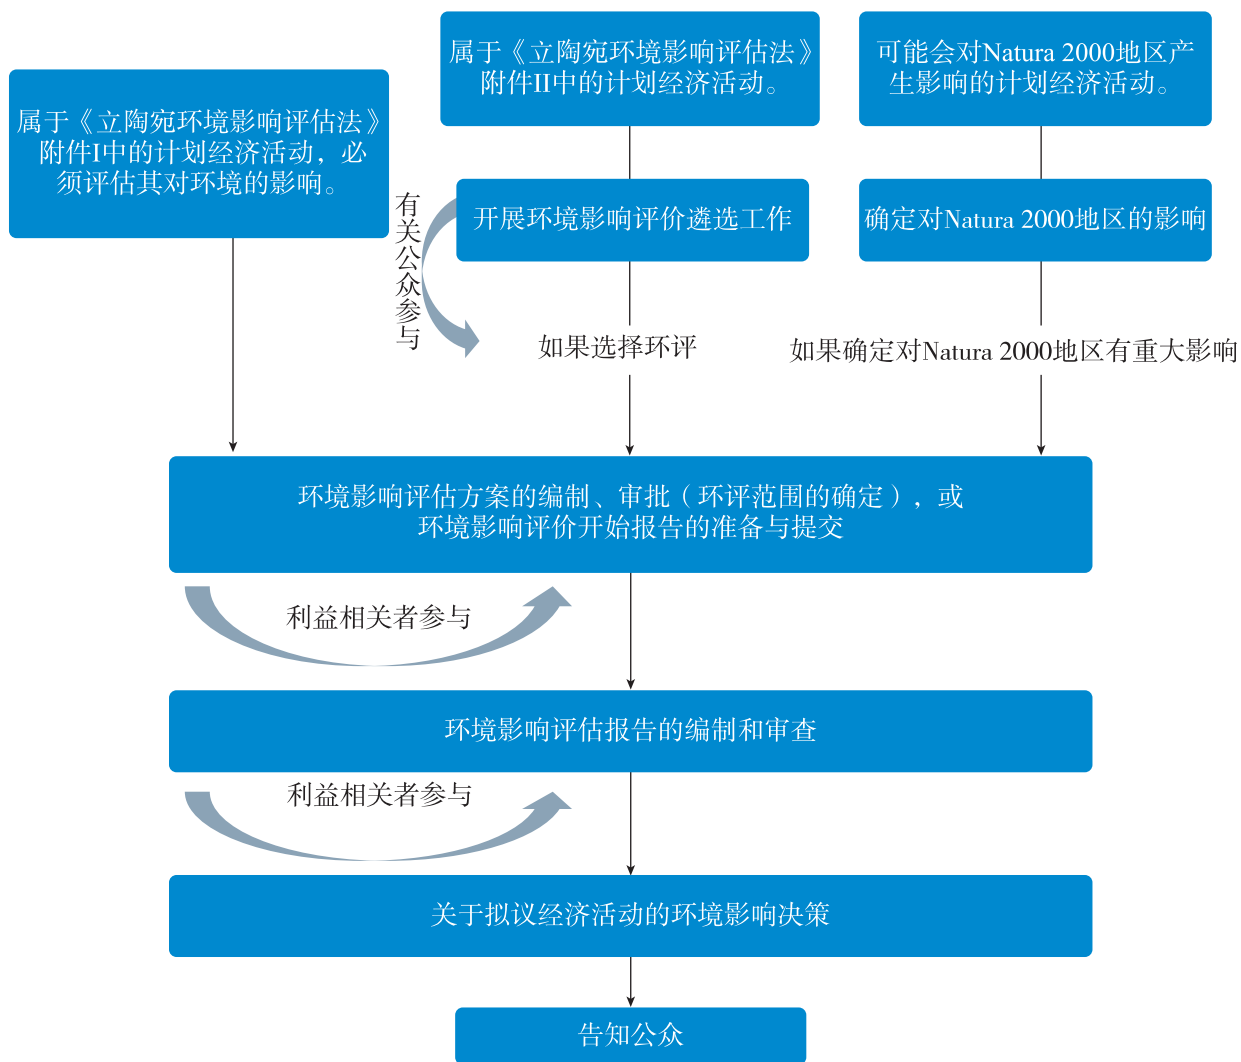 属于《立陶宛环境影响评估法》
附件I中的计划经济活动，必
须评估其对环境的影响。
属于《立陶宛环境影响评估法》
附件II中的计划经济活动。
可能会对Natura 2000地区产
生影响的计划经济活动。
有关公众参与
开展环境影响评价遴选工作
确定对Natura 2000地区的影响
如果选择环评
如果确定对Natura 2000地区有重大影响
环境影响评估方案的编制、审批（环评范围的确定），或
环境影响评价开始报告的准备与提交
利益相关者参与
环境影响评估报告的编制和审查
利益相关者参与
关于拟议经济活动的环境影响决策
告知公众